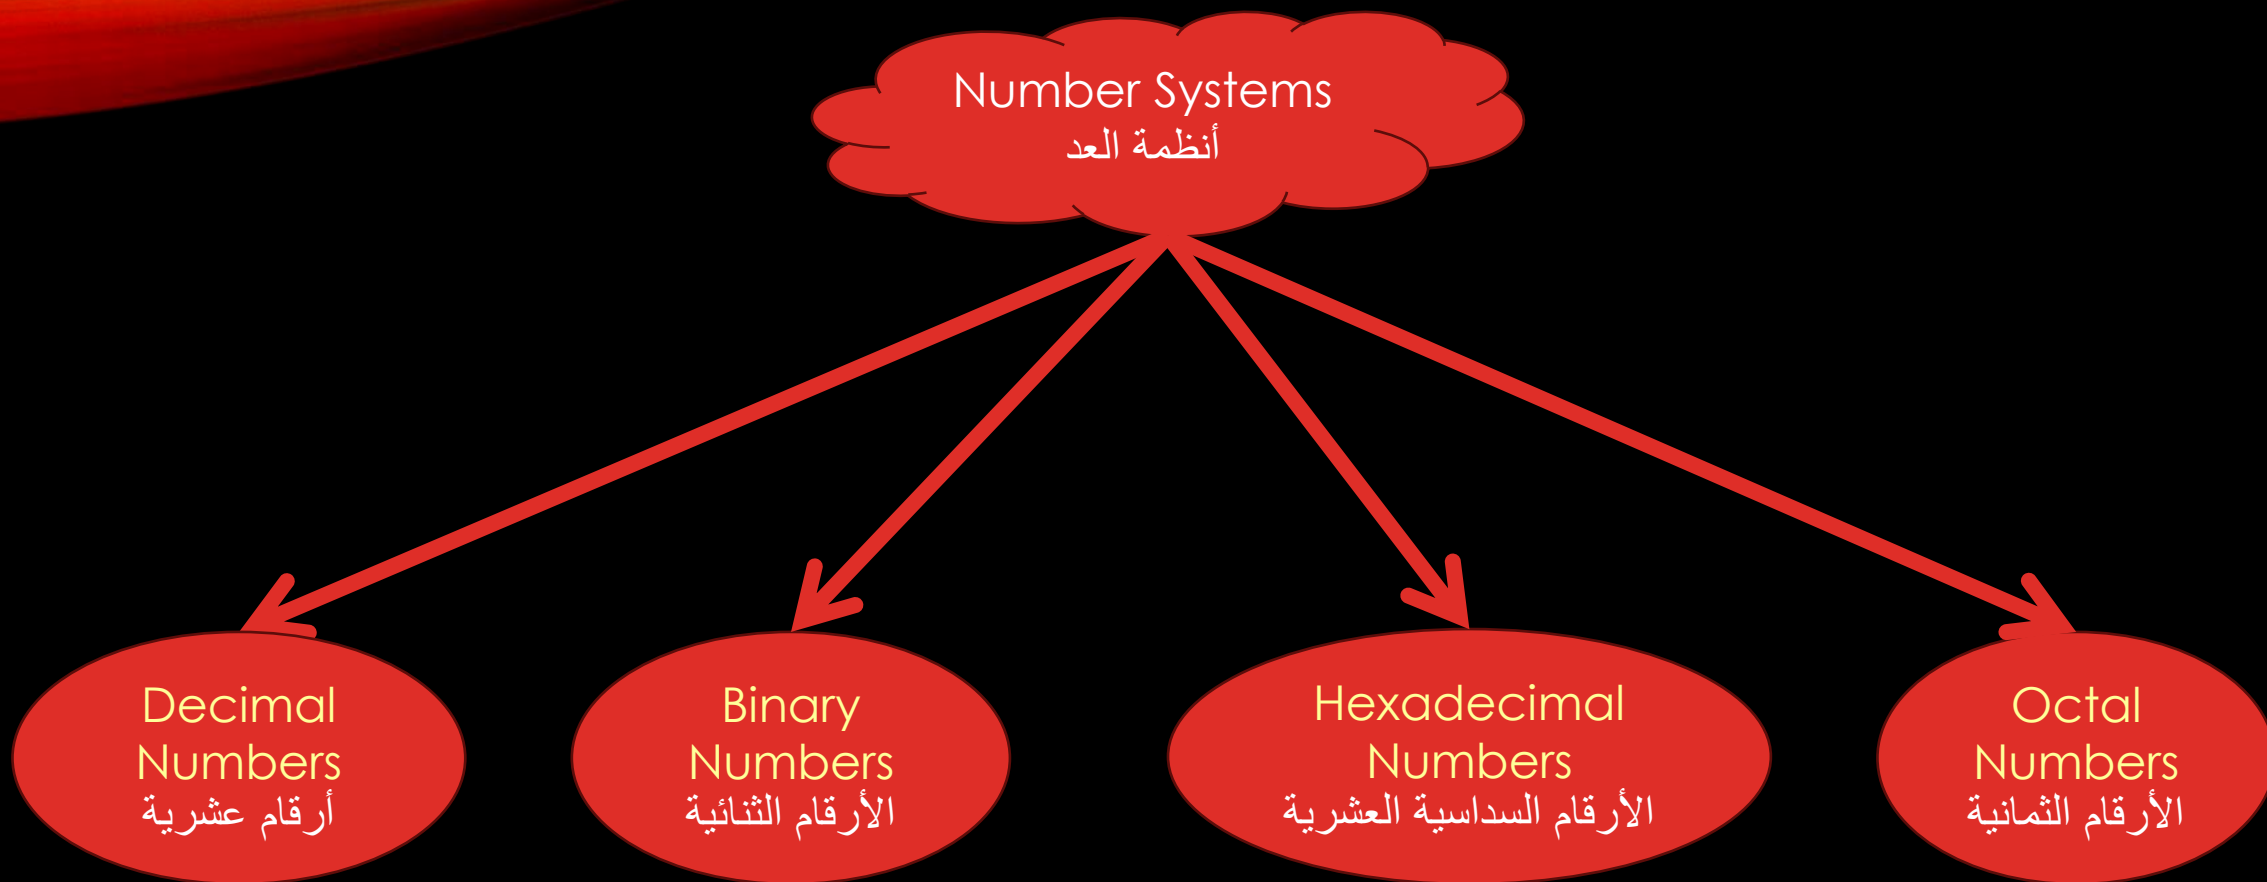 Number Systems
أنظمة العد
Decimal
Numbers
أرقام عشرية
Binary
Numbers
الأرقام الثنائية
Hexadecimal
Numbers
الأرقام السداسية العشرية
Octal
Numbers
الأرقام الثمانية